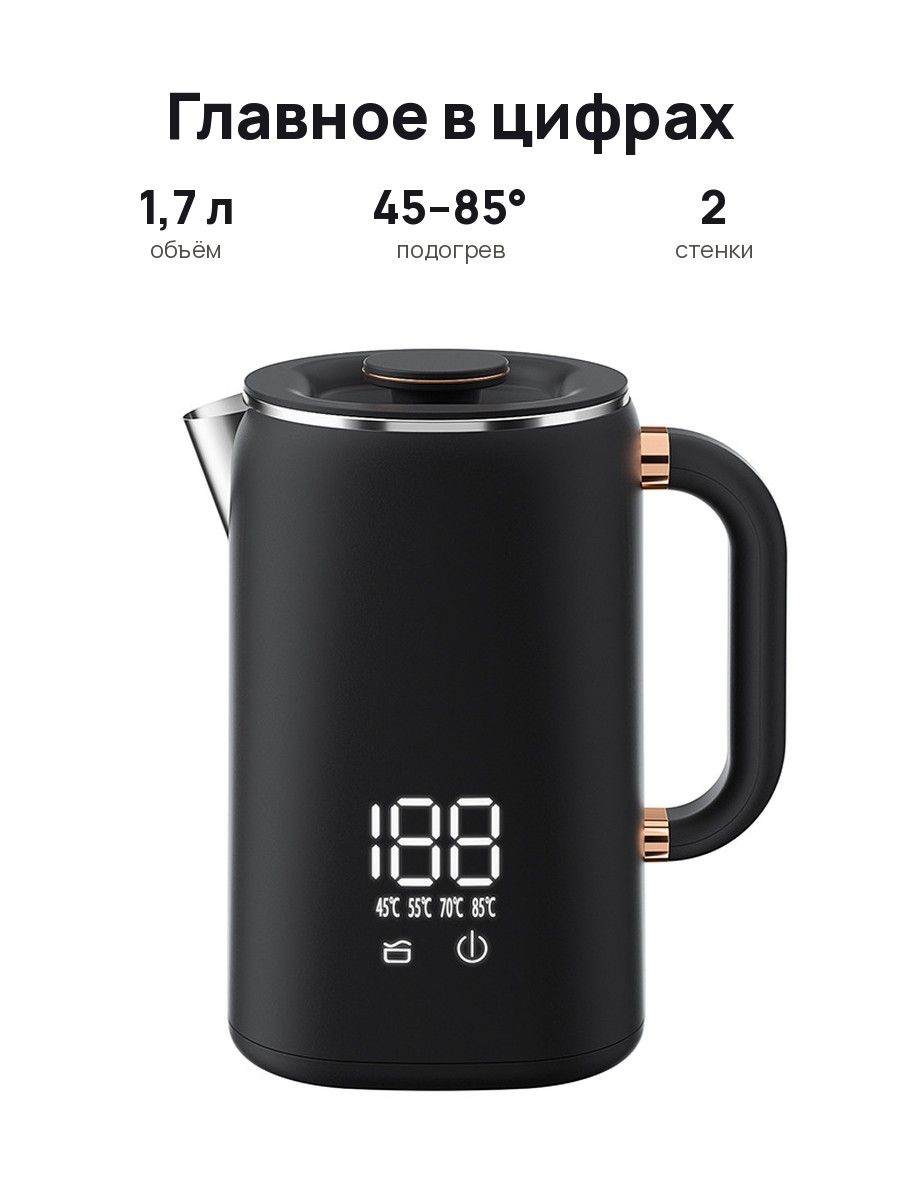 Главное в цифрах
1,7 л 45–85° 2
объём подогрев стенки
188
45℃ 55℃ 70℃ 85℃